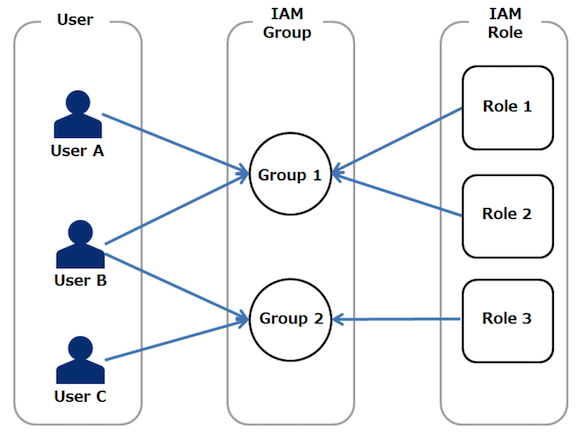 User
IAM
Group
IAM
Role
User A
User B
User C
Group 1
Group 2
Role 1
Role 2
Role 3